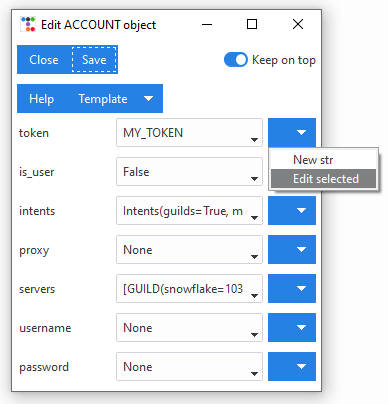 Edit ACCOUNT object
Close Save Keep on top
Help Template
token MY_TOKEN
New str
Edit selected
is_user False
intents Intents(guilds=True, m
proxy None
servers [GUILD(snowflake=103
username None
password None